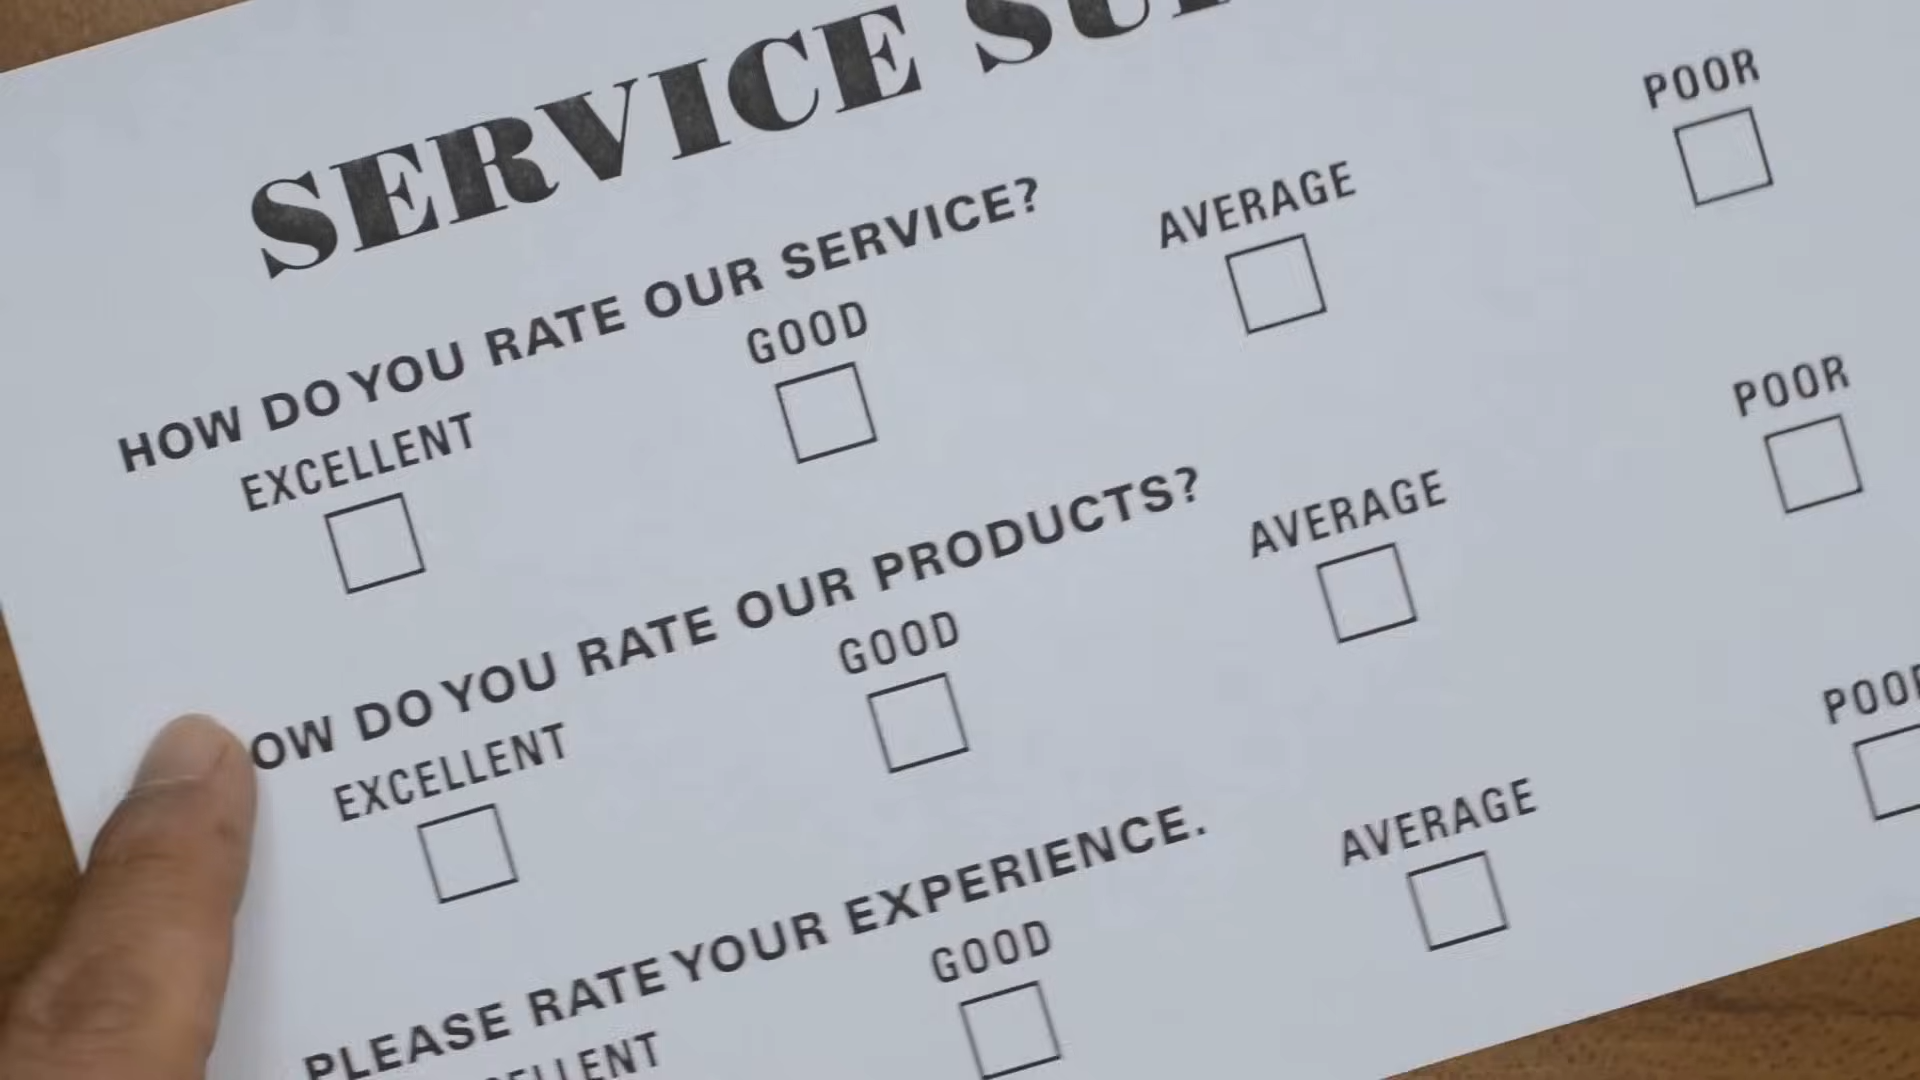 SERVICE
HOW DO YOU RATE OUR SERVICE?
EXCELLENT GOOD AVERAGE POOR
OW DO YOU RATE OUR PRODUCTS?
EXCELLENT GOOD AVERAGE POOR
PLEASE RATE YOUR EXPERIENCE.
GOOD AVERAGE